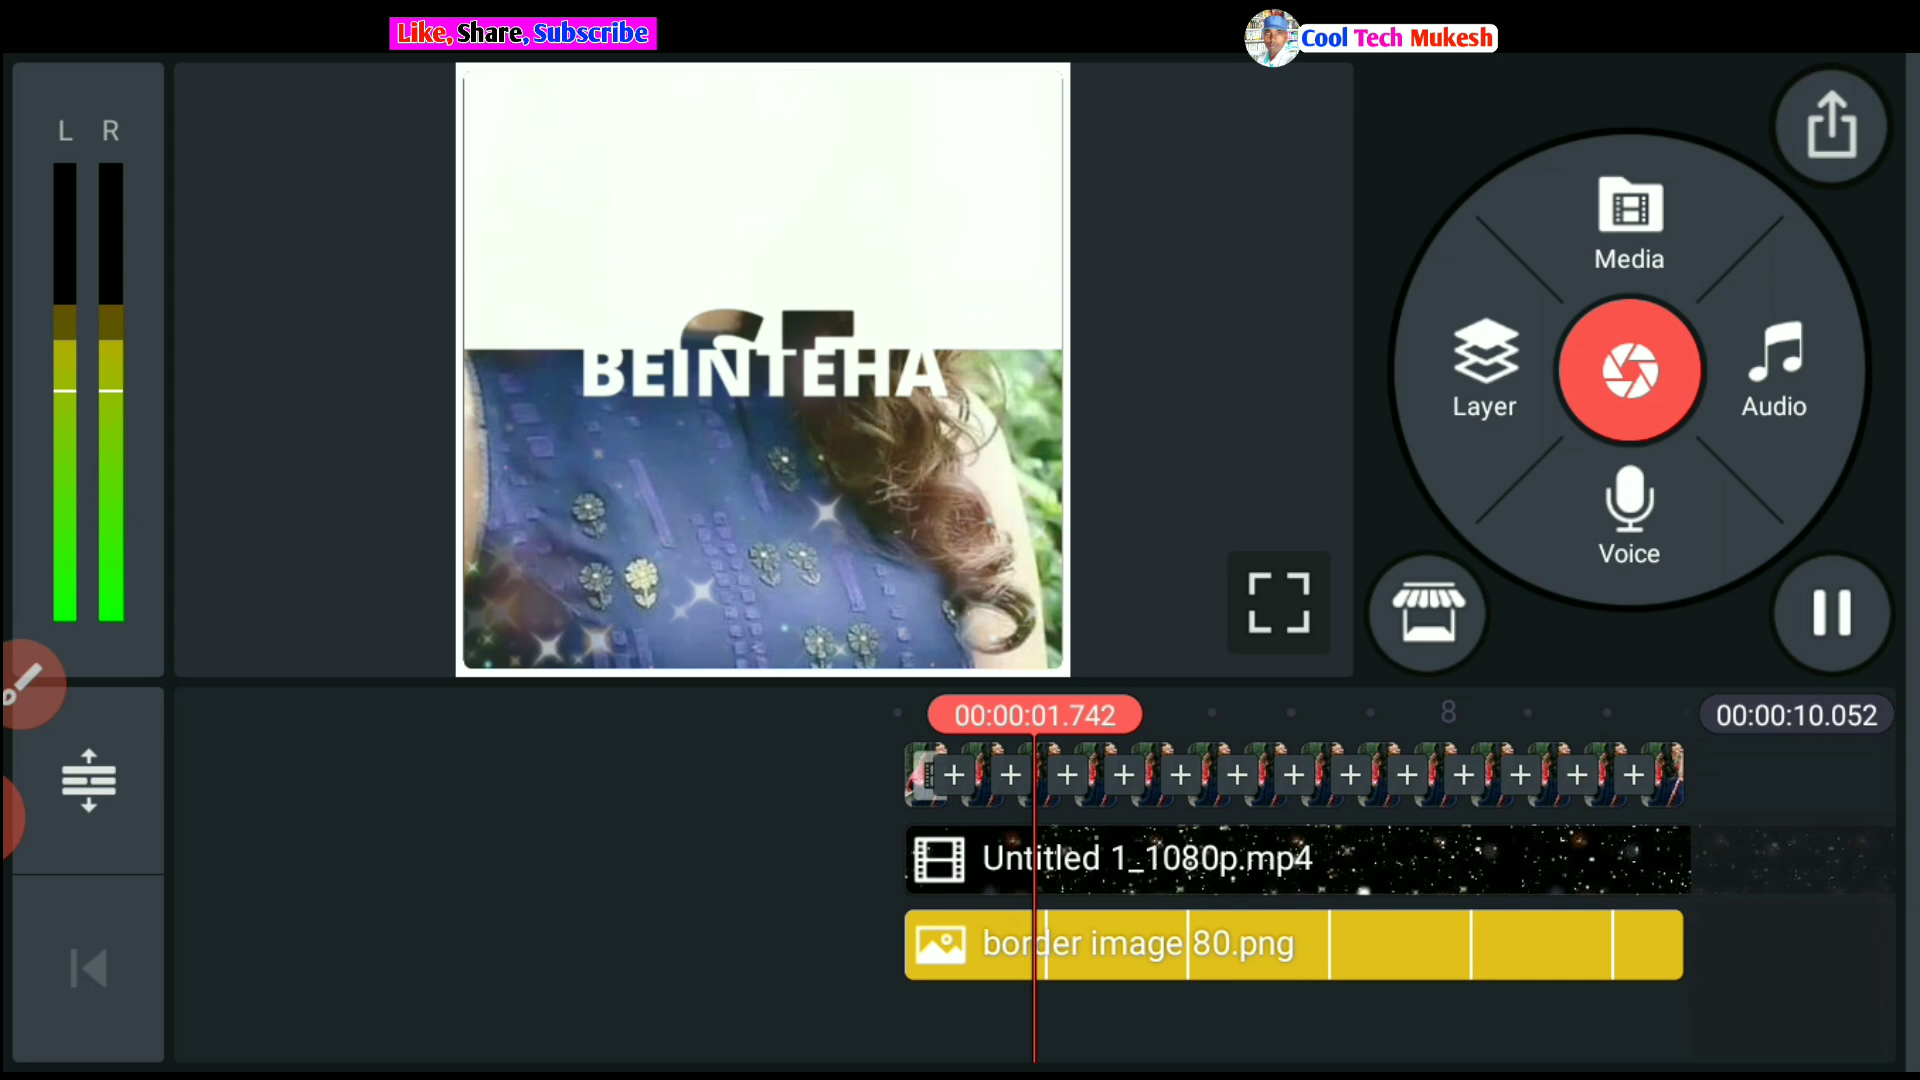 Like, Share, Subscribe
Cool Tech Mukesh
L R
SE
BEINTEHA
Media
Layer
Audio
Voice
00:00:01.742
8
00:00:10.052
Untitled 1_1080p.mp4
border image 80.png